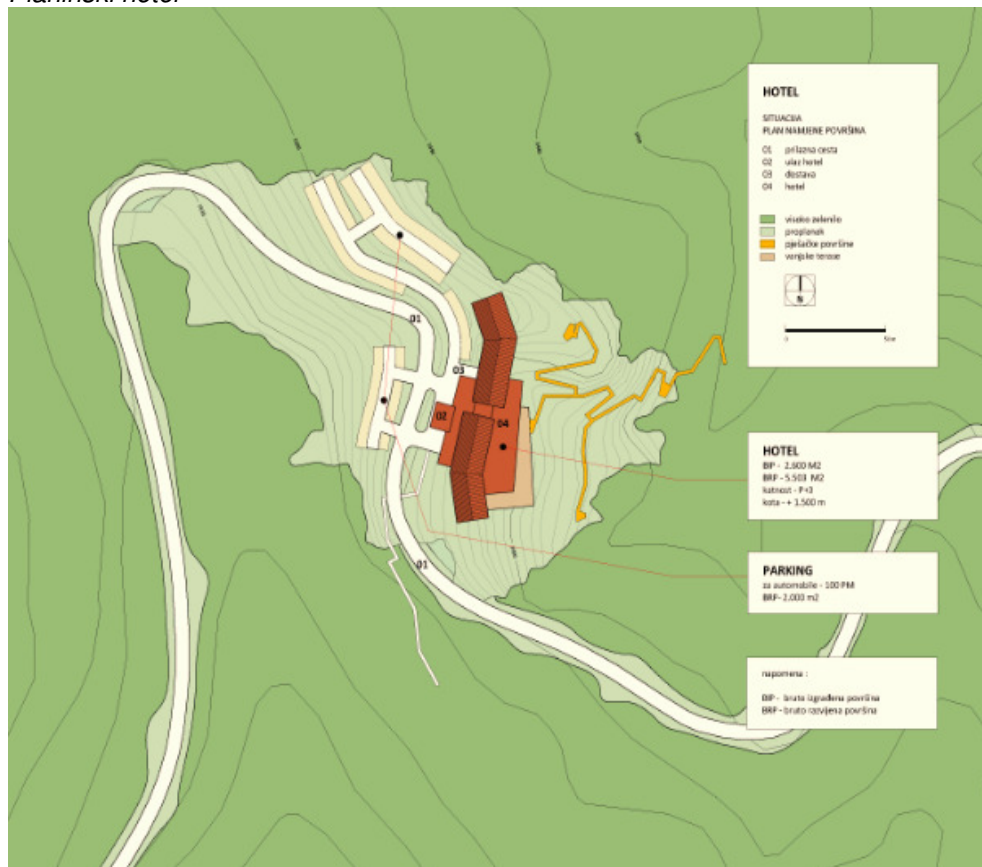 Planinski hotel
HOTEL
SITUACIJA
PLAN NAMJENE POVRŠINA
01 prilazna cesta
02 ulaz hotel
03 dostava
04 hotel
visoko zelenilo
proplanak
pješačke površine
vanjske terase
N
0
01
03
02
04
01
HOTEL
BIP - 2.600 M2
BRP - 5.503 M2
katnost - P+3
kota - + 1.500 m
PARKING
za automobile - 100 PM
BRP- 2.000 m2
napomena :
BIP - bruto izgrađena površina
BRP - bruto razvijena površina